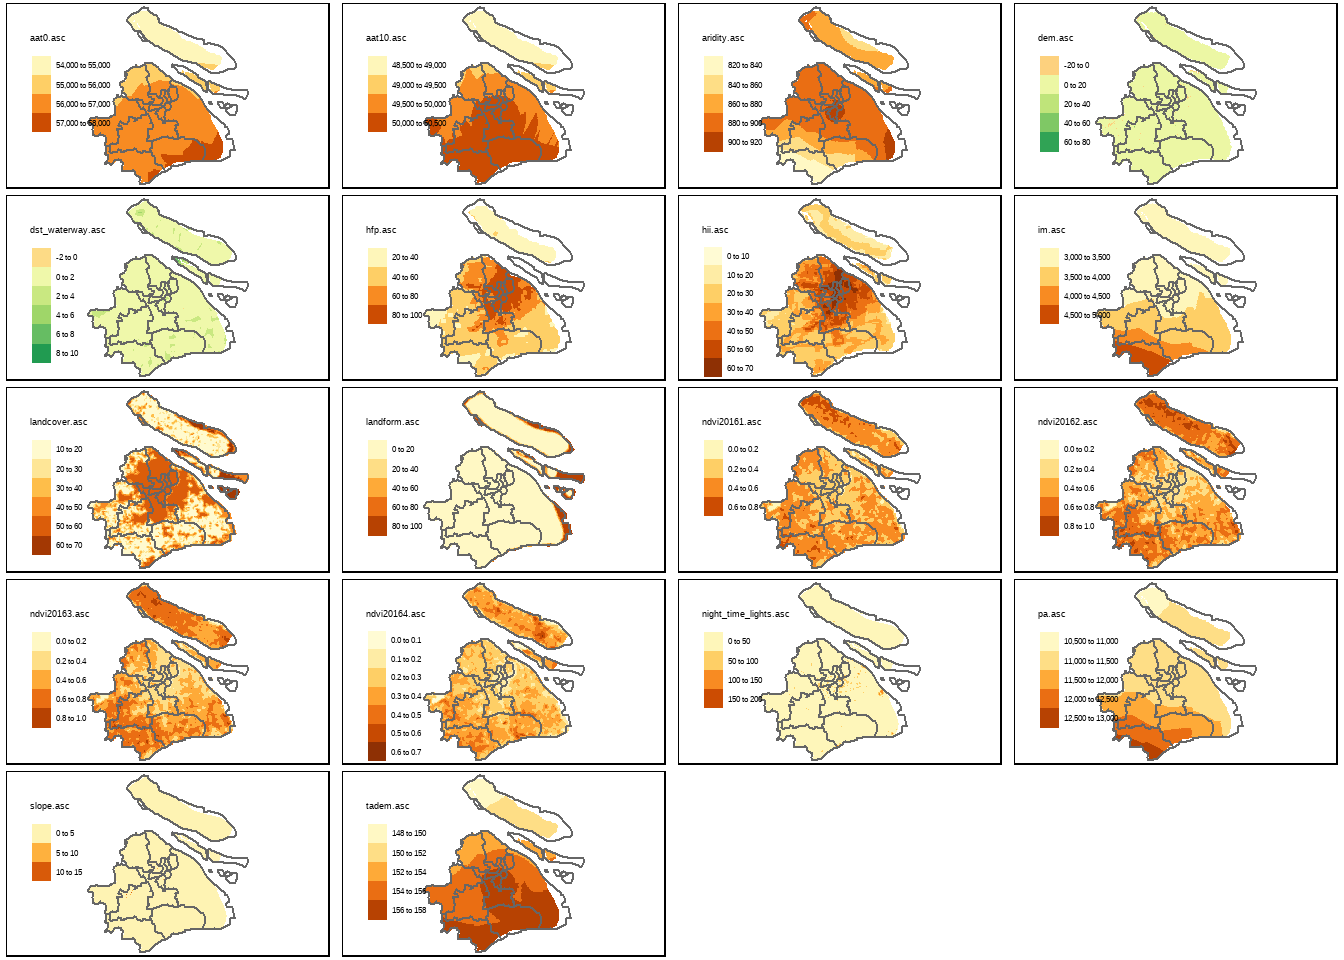 aat0.asc
54,000 to 55,000
55,000 to 56,000
56,000 to 57,000
57,000 to 58,000
aat10.asc
48,500 to 49,000
49,000 to 49,500
49,500 to 50,000
50,000 to 50,500
aridity.asc
820 to 840
840 to 860
860 to 880
880 to 900
900 to 920
dem.asc
-20 to 0
0 to 20
20 to 40
40 to 60
60 to 80
dst_waterway.asc
-2 to 0
0 to 2
2 to 4
4 to 6
6 to 8
8 to 10
hfp.asc
20 to 40
40 to 60
60 to 80
80 to 100
hii.asc
0 to 10
10 to 20
20 to 30
30 to 40
40 to 50
50 to 60
60 to 70
im.asc
3,000 to 3,500
3,500 to 4,000
4,000 to 4,500
4,500 to 5,000
landcover.asc
10 to 20
20 to 30
30 to 40
40 to 50
50 to 60
60 to 70
landform.asc
0 to 20
20 to 40
40 to 60
60 to 80
80 to 100
ndvi20161.asc
0.0 to 0.2
0.2 to 0.4
0.4 to 0.6
0.6 to 0.8
ndvi20162.asc
0.0 to 0.2
0.2 to 0.4
0.4 to 0.6
0.6 to 0.8
0.8 to 1.0
ndvi20163.asc
0.0 to 0.2
0.2 to 0.4
0.4 to 0.6
0.6 to 0.8
0.8 to 1.0
ndvi20164.asc
0.0 to 0.1
0.1 to 0.2
0.2 to 0.3
0.3 to 0.4
0.4 to 0.5
0.5 to 0.6
0.6 to 0.7
night_time_lights.asc
0 to 50
50 to 100
100 to 150
150 to 200
pa.asc
10,500 to 11,000
11,000 to 11,500
11,500 to 12,000
12,000 to 12,500
12,500 to 13,000
slope.asc
0 to 5
5 to 10
10 to 15
tadem.asc
148 to 150
150 to 152
152 to 154
154 to 156
156 to 158